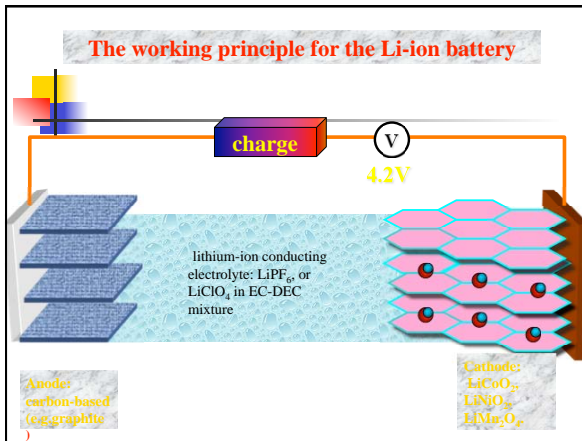 The working principle for the Li-ion battery
charge
V
4.2V
lithium-ion conducting
electrolyte: LiPF₆, or
LiClO₄ in EC-DEC
mixture
Anode:
carbon-based
(e.g.graphite
)
Cathode:
LiCoO₂,
LiNiO₂,
LiMn₂O₄,